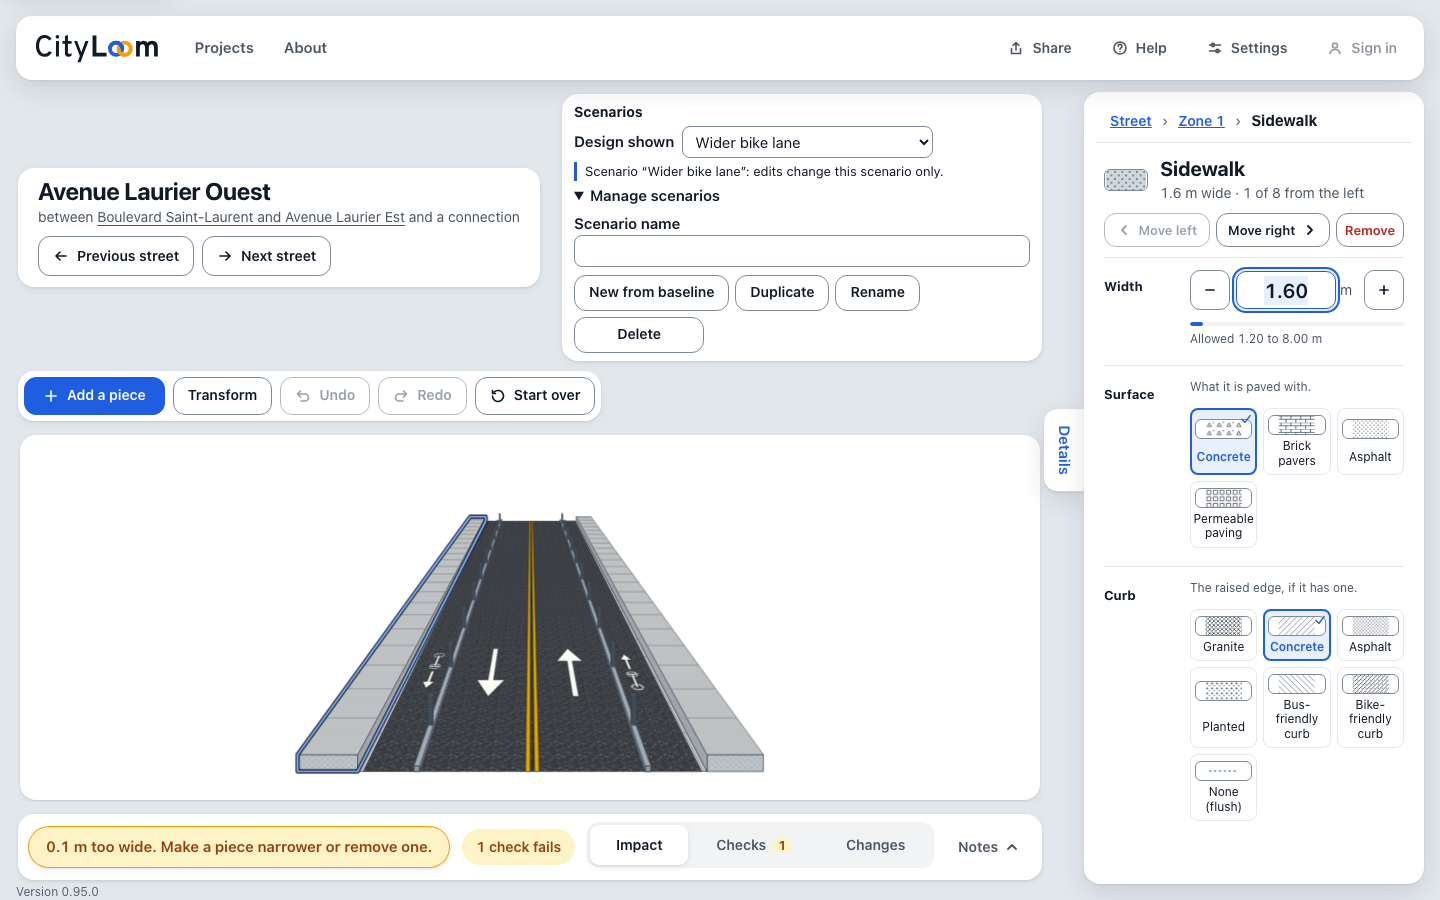 CityLoom
Projects
About
Share
Help
Settings
Sign in
Avenue Laurier Ouest
between Boulevard Saint-Laurent and Avenue Laurier Est and a connection
Previous street
Next street
Scenarios
Design shown
Wider bike lane
Scenario “Wider bike lane”: edits change this scenario only.
Manage scenarios
Scenario name
New from baseline
Duplicate
Rename
Delete
Add a piece
Transform
Undo
Redo
Start over
Details
Street › Zone 1 › Sidewalk
Sidewalk
1.6 m wide · 1 of 8 from the left
Move left
Move right
Remove
Width
− 1.60 m +
Allowed 1.20 to 8.00 m
Surface
What it is paved with.
Concrete
Brick
pavers
Asphalt
Permeable
paving
Curb
The raised edge, if it has one.
Granite
Concrete
Asphalt
Planted
Bus-
friendly
curb
Bike-
friendly
curb
None
(flush)
0.1 m too wide. Make a piece narrower or remove one.
1 check fails
Impact
Checks 1
Changes
Notes
Version 0.95.0